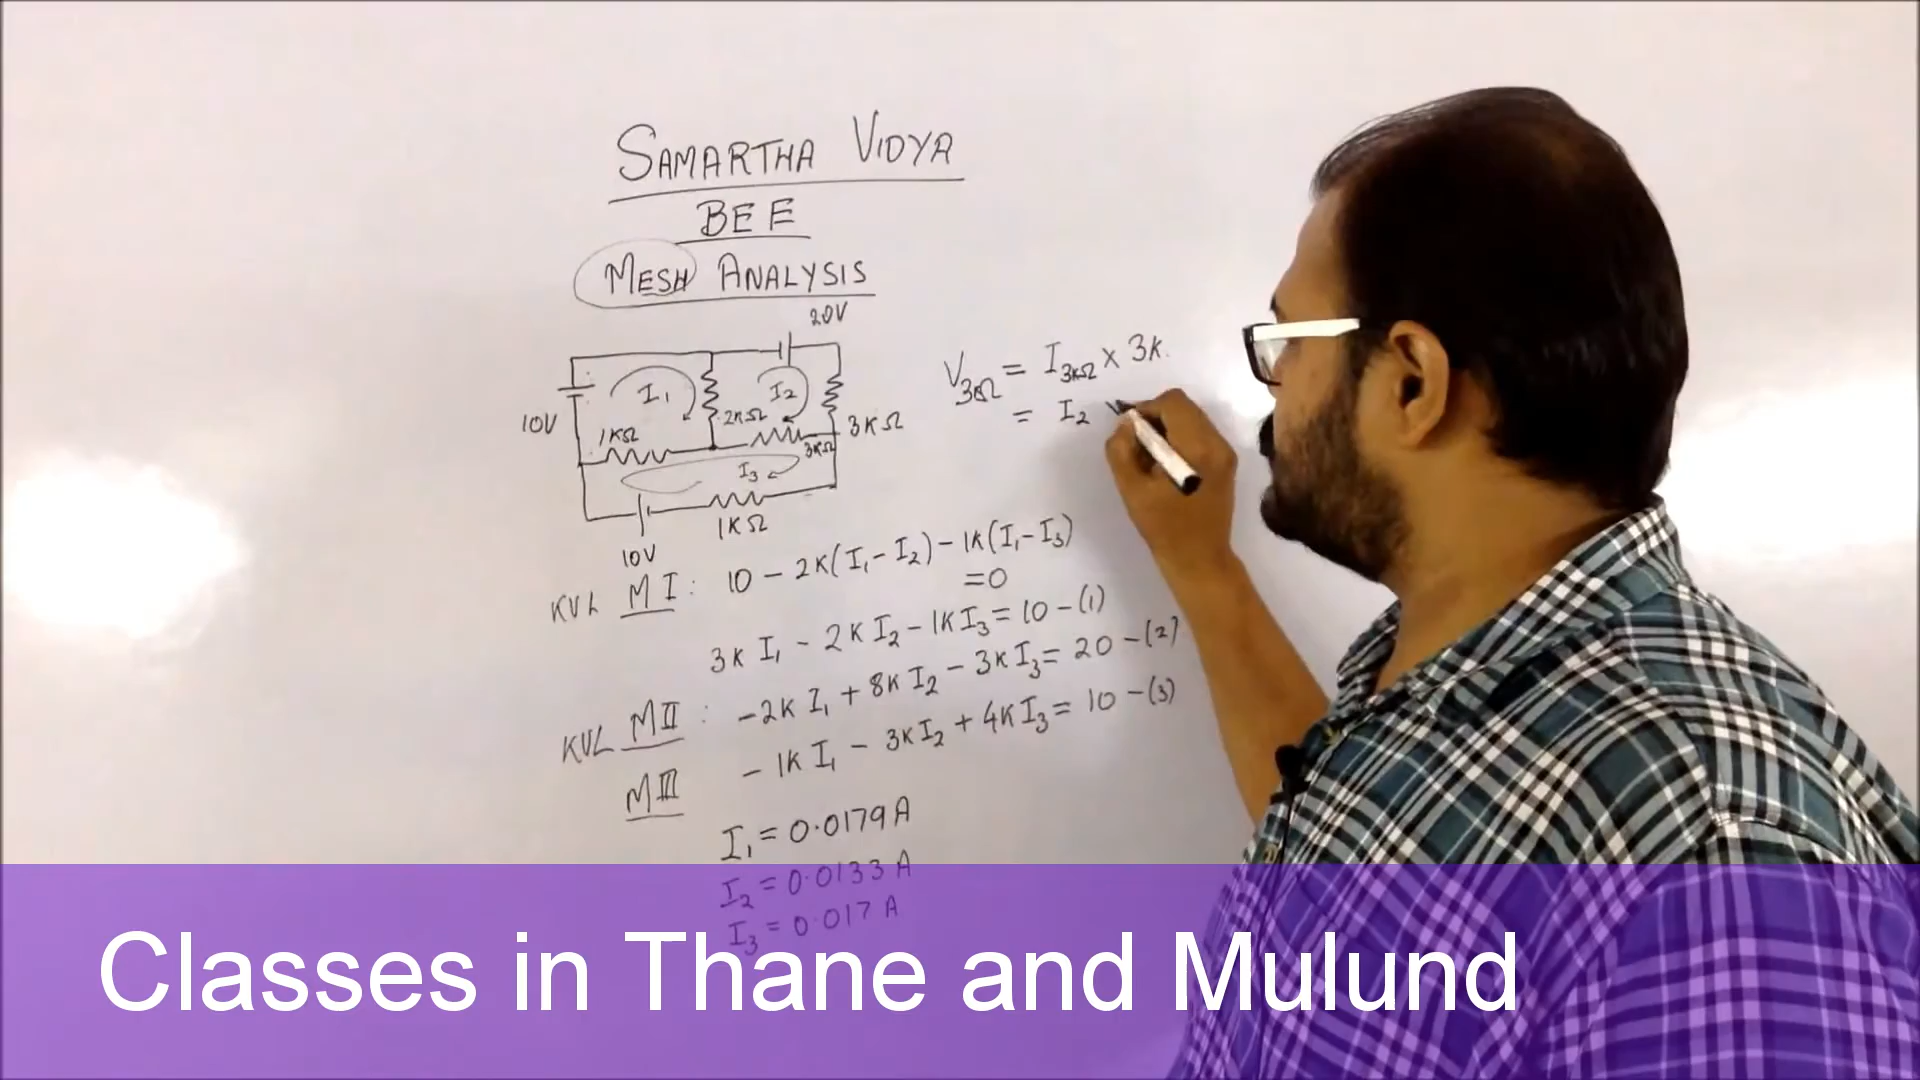 SAMARTHA VIDYA
BEE
MESH ANALYSIS
20V
10V
I₁
I₂
2KΩ
3KΩ
1KΩ
3KΩ
I₃
1KΩ
10V
V₃ₖΩ = I₃ₖΩ × 3K
= I₂
KVL M I : 10 - 2K(I₁ - I₂) - 1K(I₁ - I₃)
= 0
3K I₁ - 2K I₂ - 1K I₃ = 10 - (1)
KVL M II : -2K I₁ + 8K I₂ - 3K I₃ = 20 - (2)
M III - 1K I₁ - 3K I₂ + 4K I₃ = 10 - (3)
I₁ = 0.0179 A
I₂ = 0.0133 A
I₃ = 0.017 A
Classes in Thane and Mulund